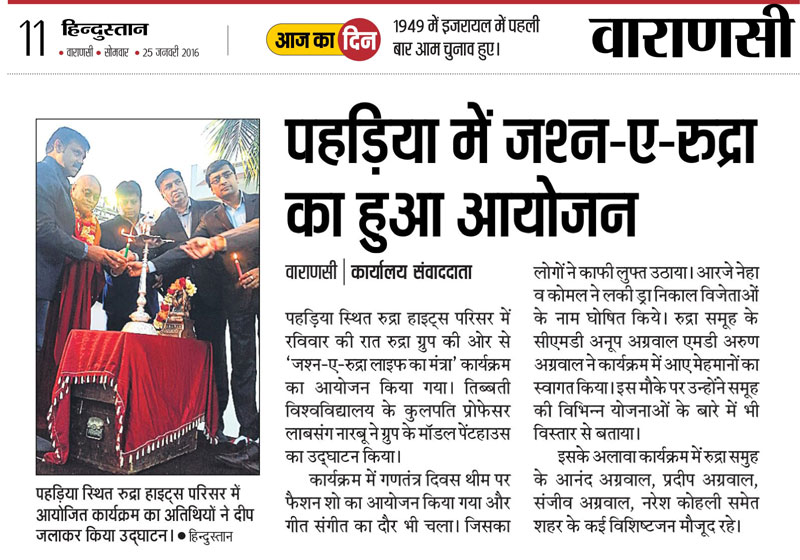 11 हिन्दुस्तान
• वाराणसी • सोमवार • 25 जनवरी 2016
आज का दिन
1949 में इजरायल में पहली
बार आम चुनाव हुए।
वाराणसी
पहड़िया में जश्न-ए-रुद्रा
का हुआ आयोजन
वाराणसी | कार्यालय संवाददाता
पहड़िया स्थित रुद्रा हाइट्स परिसर में
रविवार की रात रुद्रा ग्रुप की ओर से
‘जश्न-ए-रुद्रा लाइफ का मंत्रा’ कार्यक्रम
का आयोजन किया गया। तिब्बती
विश्वविद्यालय के कुलपति प्रोफेसर
लाबसंग नारबू ने ग्रुप के मॉडल पेंटहाउस
का उद्घाटन किया।
कार्यक्रम में गणतंत्र दिवस थीम पर
फैशन शो का आयोजन किया गया और
गीत संगीत का दौर भी चला। जिसका
लोगों ने काफी लुफ्त उठाया। आरजे नेहा
व कोमल ने लकी ड्रा निकाल विजेताओं
के नाम घोषित किये। रुद्रा समूह के
सीएमडी अनूप अग्रवाल एमडी अरुण
अग्रवाल ने कार्यक्रम में आए मेहमानों का
स्वागत किया। इस मौके पर उन्होंने समूह
की विभिन्न योजनाओं के बारे में भी
विस्तार से बताया।
इसके अलावा कार्यक्रम में रुद्रा समुह
के आनंद अग्रवाल, प्रदीप अग्रवाल,
संजीव अग्रवाल, नरेश कोहली समेत
शहर के कई विशिष्टजन मौजूद रहे।
पहड़िया स्थित रुद्रा हाइट्स परिसर में
आयोजित कार्यक्रम का अतिथियों ने दीप
जलाकर किया उद्घाटन। • हिन्दुस्तान